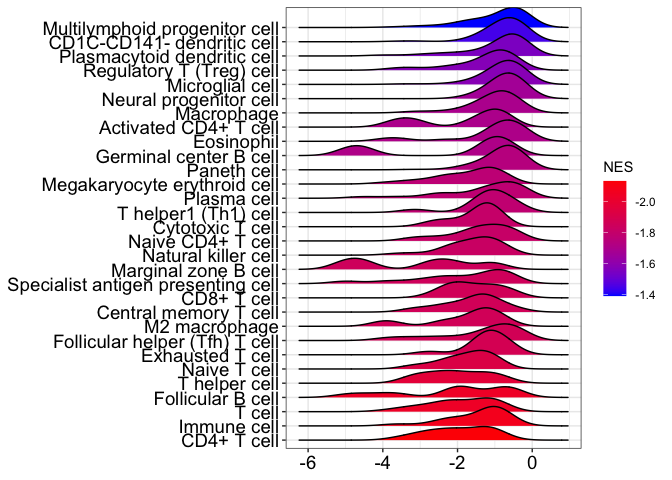 Multilymphoid progenitor cell
CD1C-CD141- dendritic cell
Plasmacytoid dendritic cell
Regulatory T (Treg) cell
Microglial cell
Neural progenitor cell
Macrophage
Activated CD4+ T cell
Eosinophil
Germinal center B cell
Paneth cell
Megakaryocyte erythroid cell
Plasma cell
T helper1 (Th1) cell
Cytotoxic T cell
Naive CD4+ T cell
Natural killer cell
Marginal zone B cell
Specialist antigen presenting cell
CD8+ T cell
Central memory T cell
M2 macrophage
Follicular helper (Tfh) T cell
Exhausted T cell
Naive T cell
T helper cell
Follicular B cell
T cell
Immune cell
CD4+ T cell
-6 -4 -2 0
NES
-2.0
-1.8
-1.6
-1.4